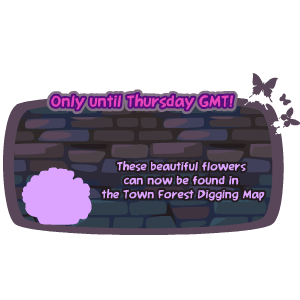 Only until Thursday GMT!
These beautiful flowers
can now be found in
the Town Forest Digging Map